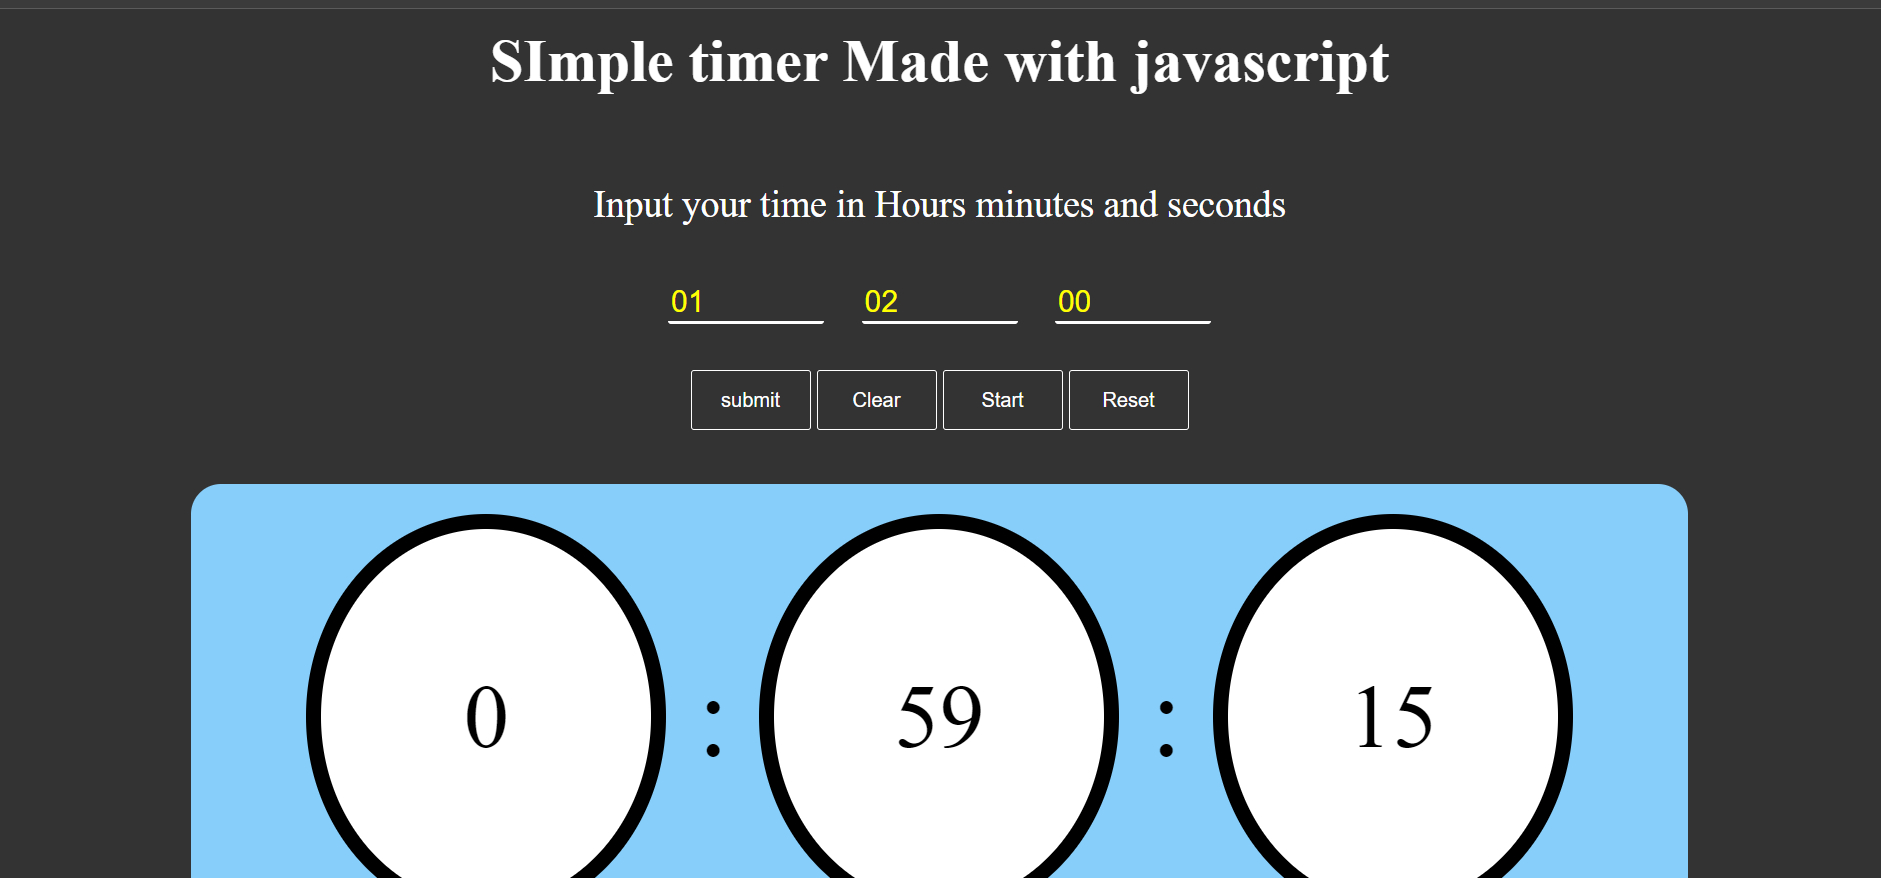 SImple timer Made with javascript
Input your time in Hours minutes and seconds
01 02 00
submit Clear Start Reset
0 : 59 : 15